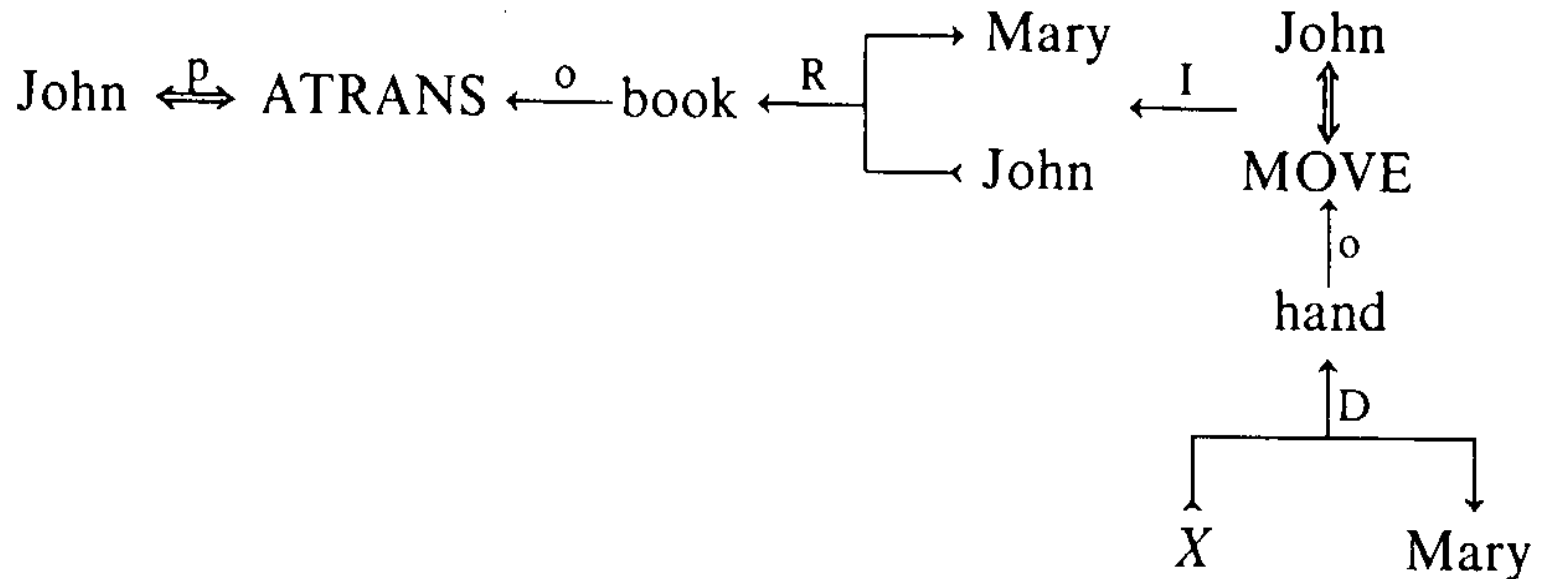 John p ATRANS o book R Mary I John
John MOVE
o
hand
D
X Mary